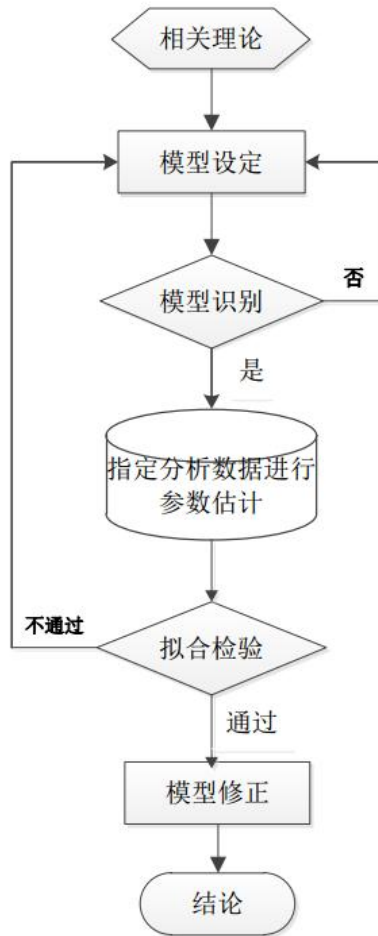 相关理论
模型设定
模型识别
否
是
指定分析数据进行
参数估计
拟合检验
不通过
通过
模型修正
结论